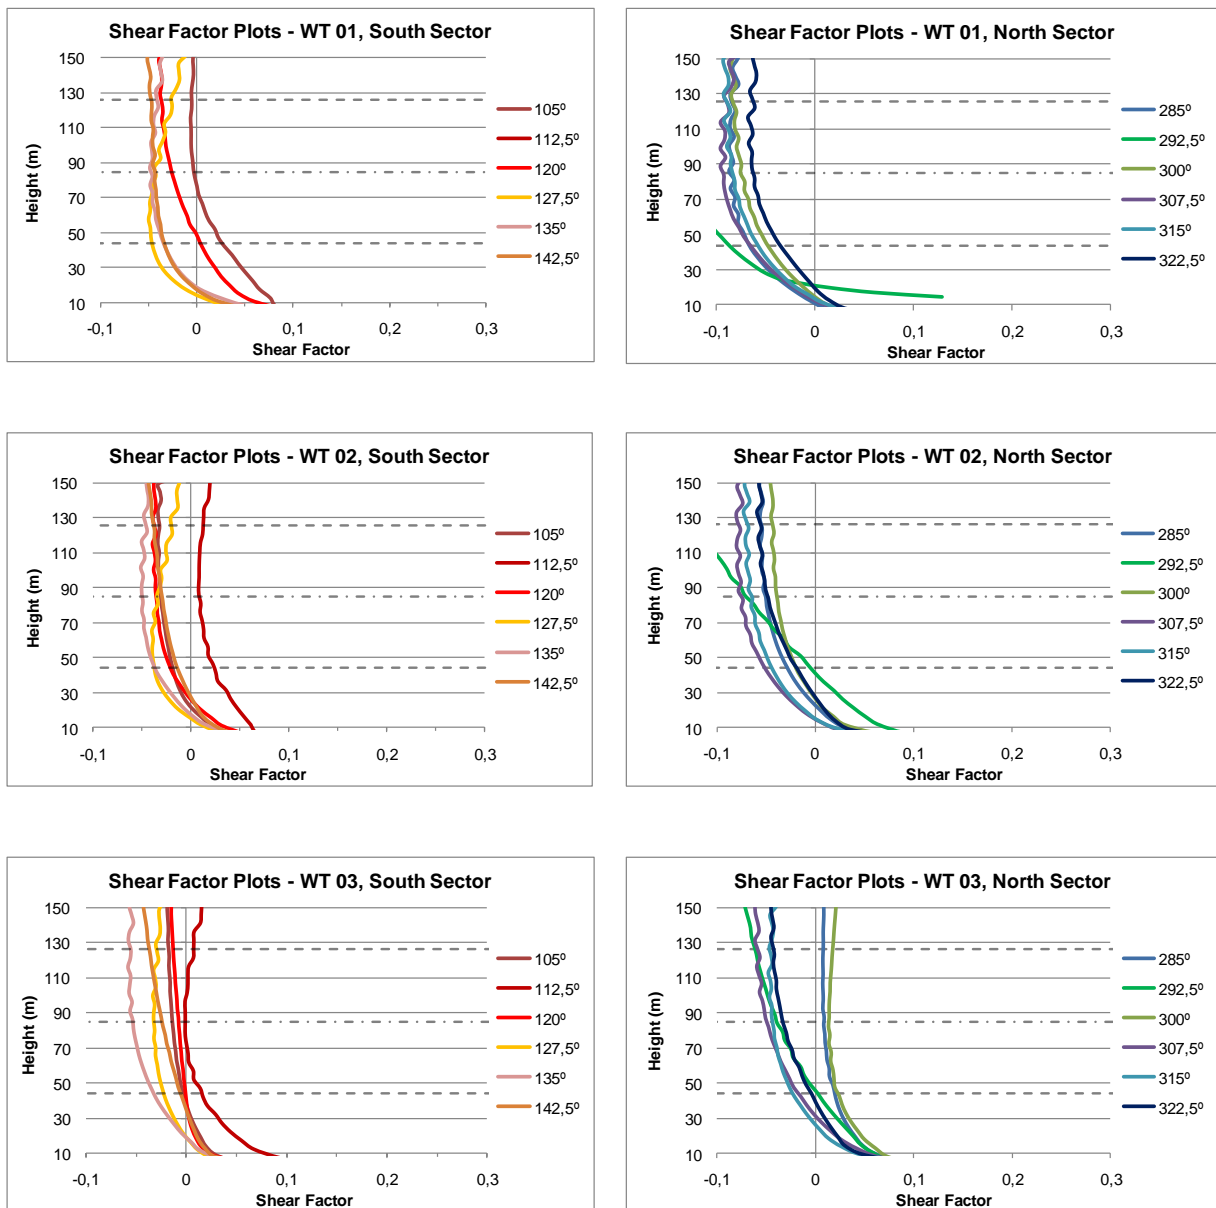 Shear Factor Plots - WT 01, South Sector
150
130
110
90
70
50
30
10
Height (m)
-0,1 0 0,1 0,2 0,3
Shear Factor
105º
112,5º
120º
127,5º
135º
142,5º
Shear Factor Plots - WT 01, North Sector
150
130
110
90
70
50
30
10
Height (m)
-0,1 0 0,1 0,2 0,3
Shear Factor
285º
292,5º
300º
307,5º
315º
322,5º
Shear Factor Plots - WT 02, South Sector
150
130
110
90
70
50
30
10
Height (m)
-0,1 0 0,1 0,2 0,3
Shear Factor
105º
112,5º
120º
127,5º
135º
142,5º
Shear Factor Plots - WT 02, North Sector
150
130
110
90
70
50
30
10
Height (m)
-0,1 0 0,1 0,2 0,3
Shear Factor
285º
292,5º
300º
307,5º
315º
322,5º
Shear Factor Plots - WT 03, South Sector
150
130
110
90
70
50
30
10
Height (m)
-0,1 0 0,1 0,2 0,3
Shear Factor
105º
112,5º
120º
127,5º
135º
142,5º
Shear Factor Plots - WT 03, North Sector
150
130
110
90
70
50
30
10
Height (m)
-0,1 0 0,1 0,2 0,3
Shear Factor
285º
292,5º
300º
307,5º
315º
322,5º